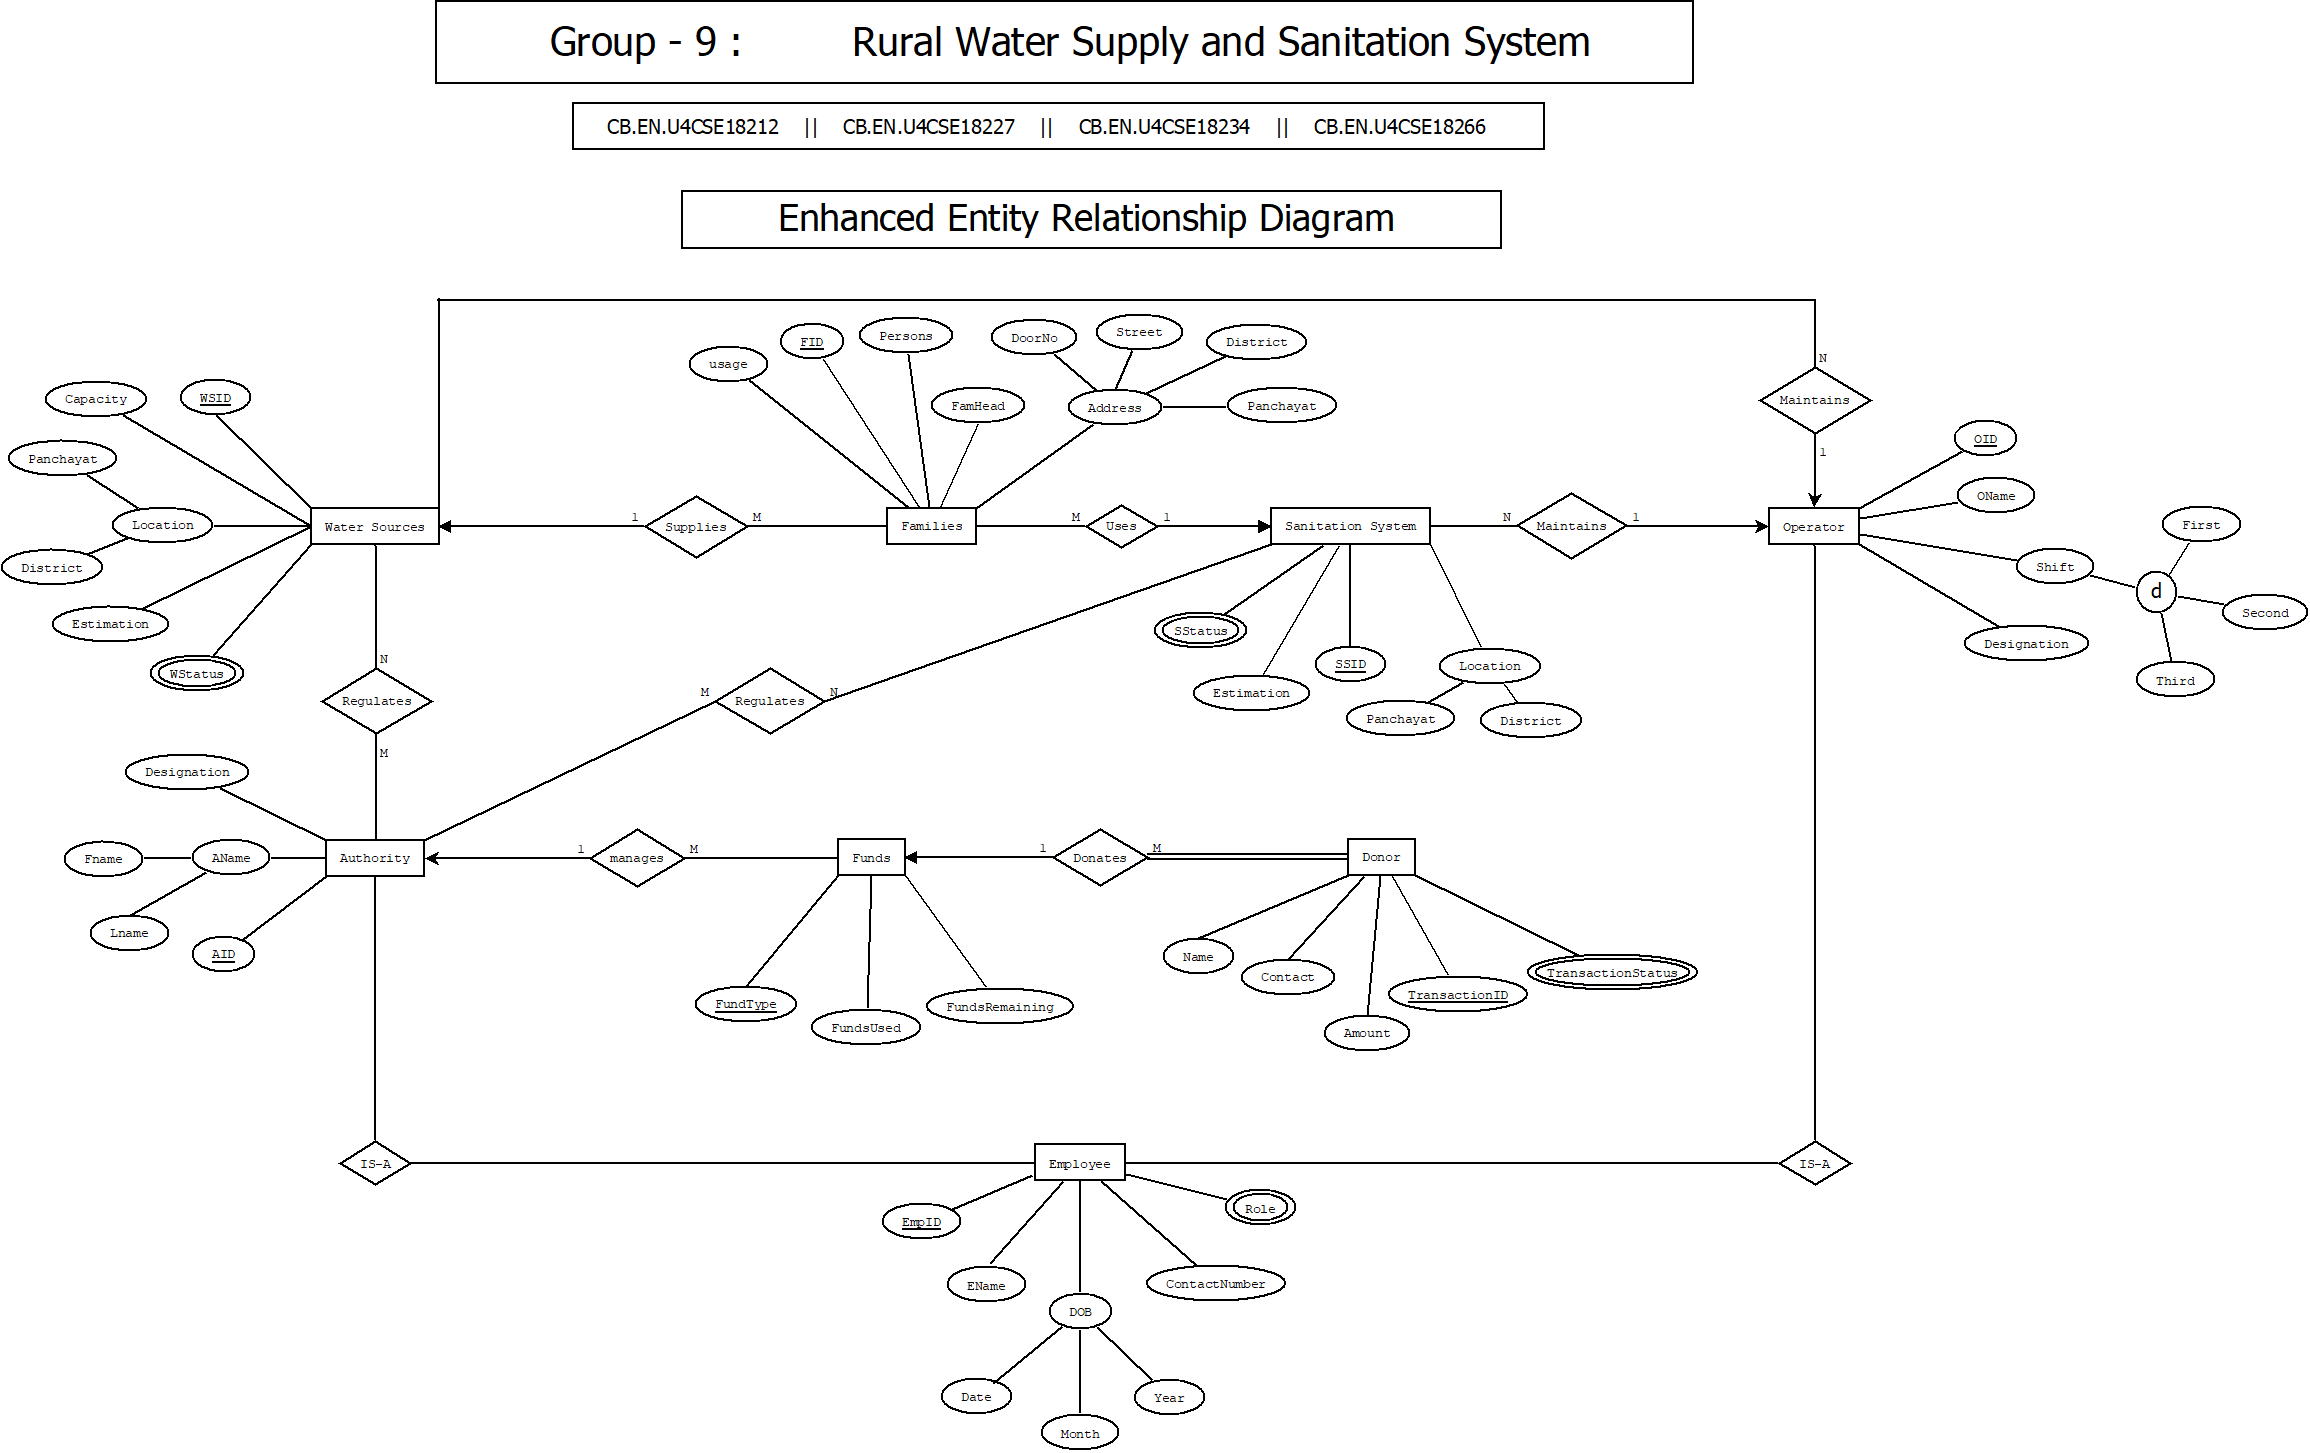 Group - 9 : Rural Water Supply and Sanitation System
CB.EN.U4CSE18212 || CB.EN.U4CSE18227 || CB.EN.U4CSE18234 || CB.EN.U4CSE18266
Enhanced Entity Relationship Diagram
usage
FID
Persons
FamHead
DoorNo
Street
District
Address
Panchayat
N
Maintains
1
Capacity
WSID
Panchayat
Location
District
Estimation
WStatus
Water Sources
1
Supplies
M
Families
M
Uses
1
Sanitation System
N
Maintains
1
Operator
OID
OName
Shift
Designation
First
d
Second
Third
SStatus
Estimation
SSID
Location
Panchayat
District
N
Regulates
M
M
Regulates
N
Designation
Fname
AName
Lname
AID
Authority
1
manages
M
Funds
1
Donates
M
Donor
FundType
FundsUsed
FundsRemaining
Name
Contact
Amount
TransactionID
TransactionStatus
IS-A
Employee
IS-A
EmpID
EName
DOB
ContactNumber
Role
Date
Month
Year